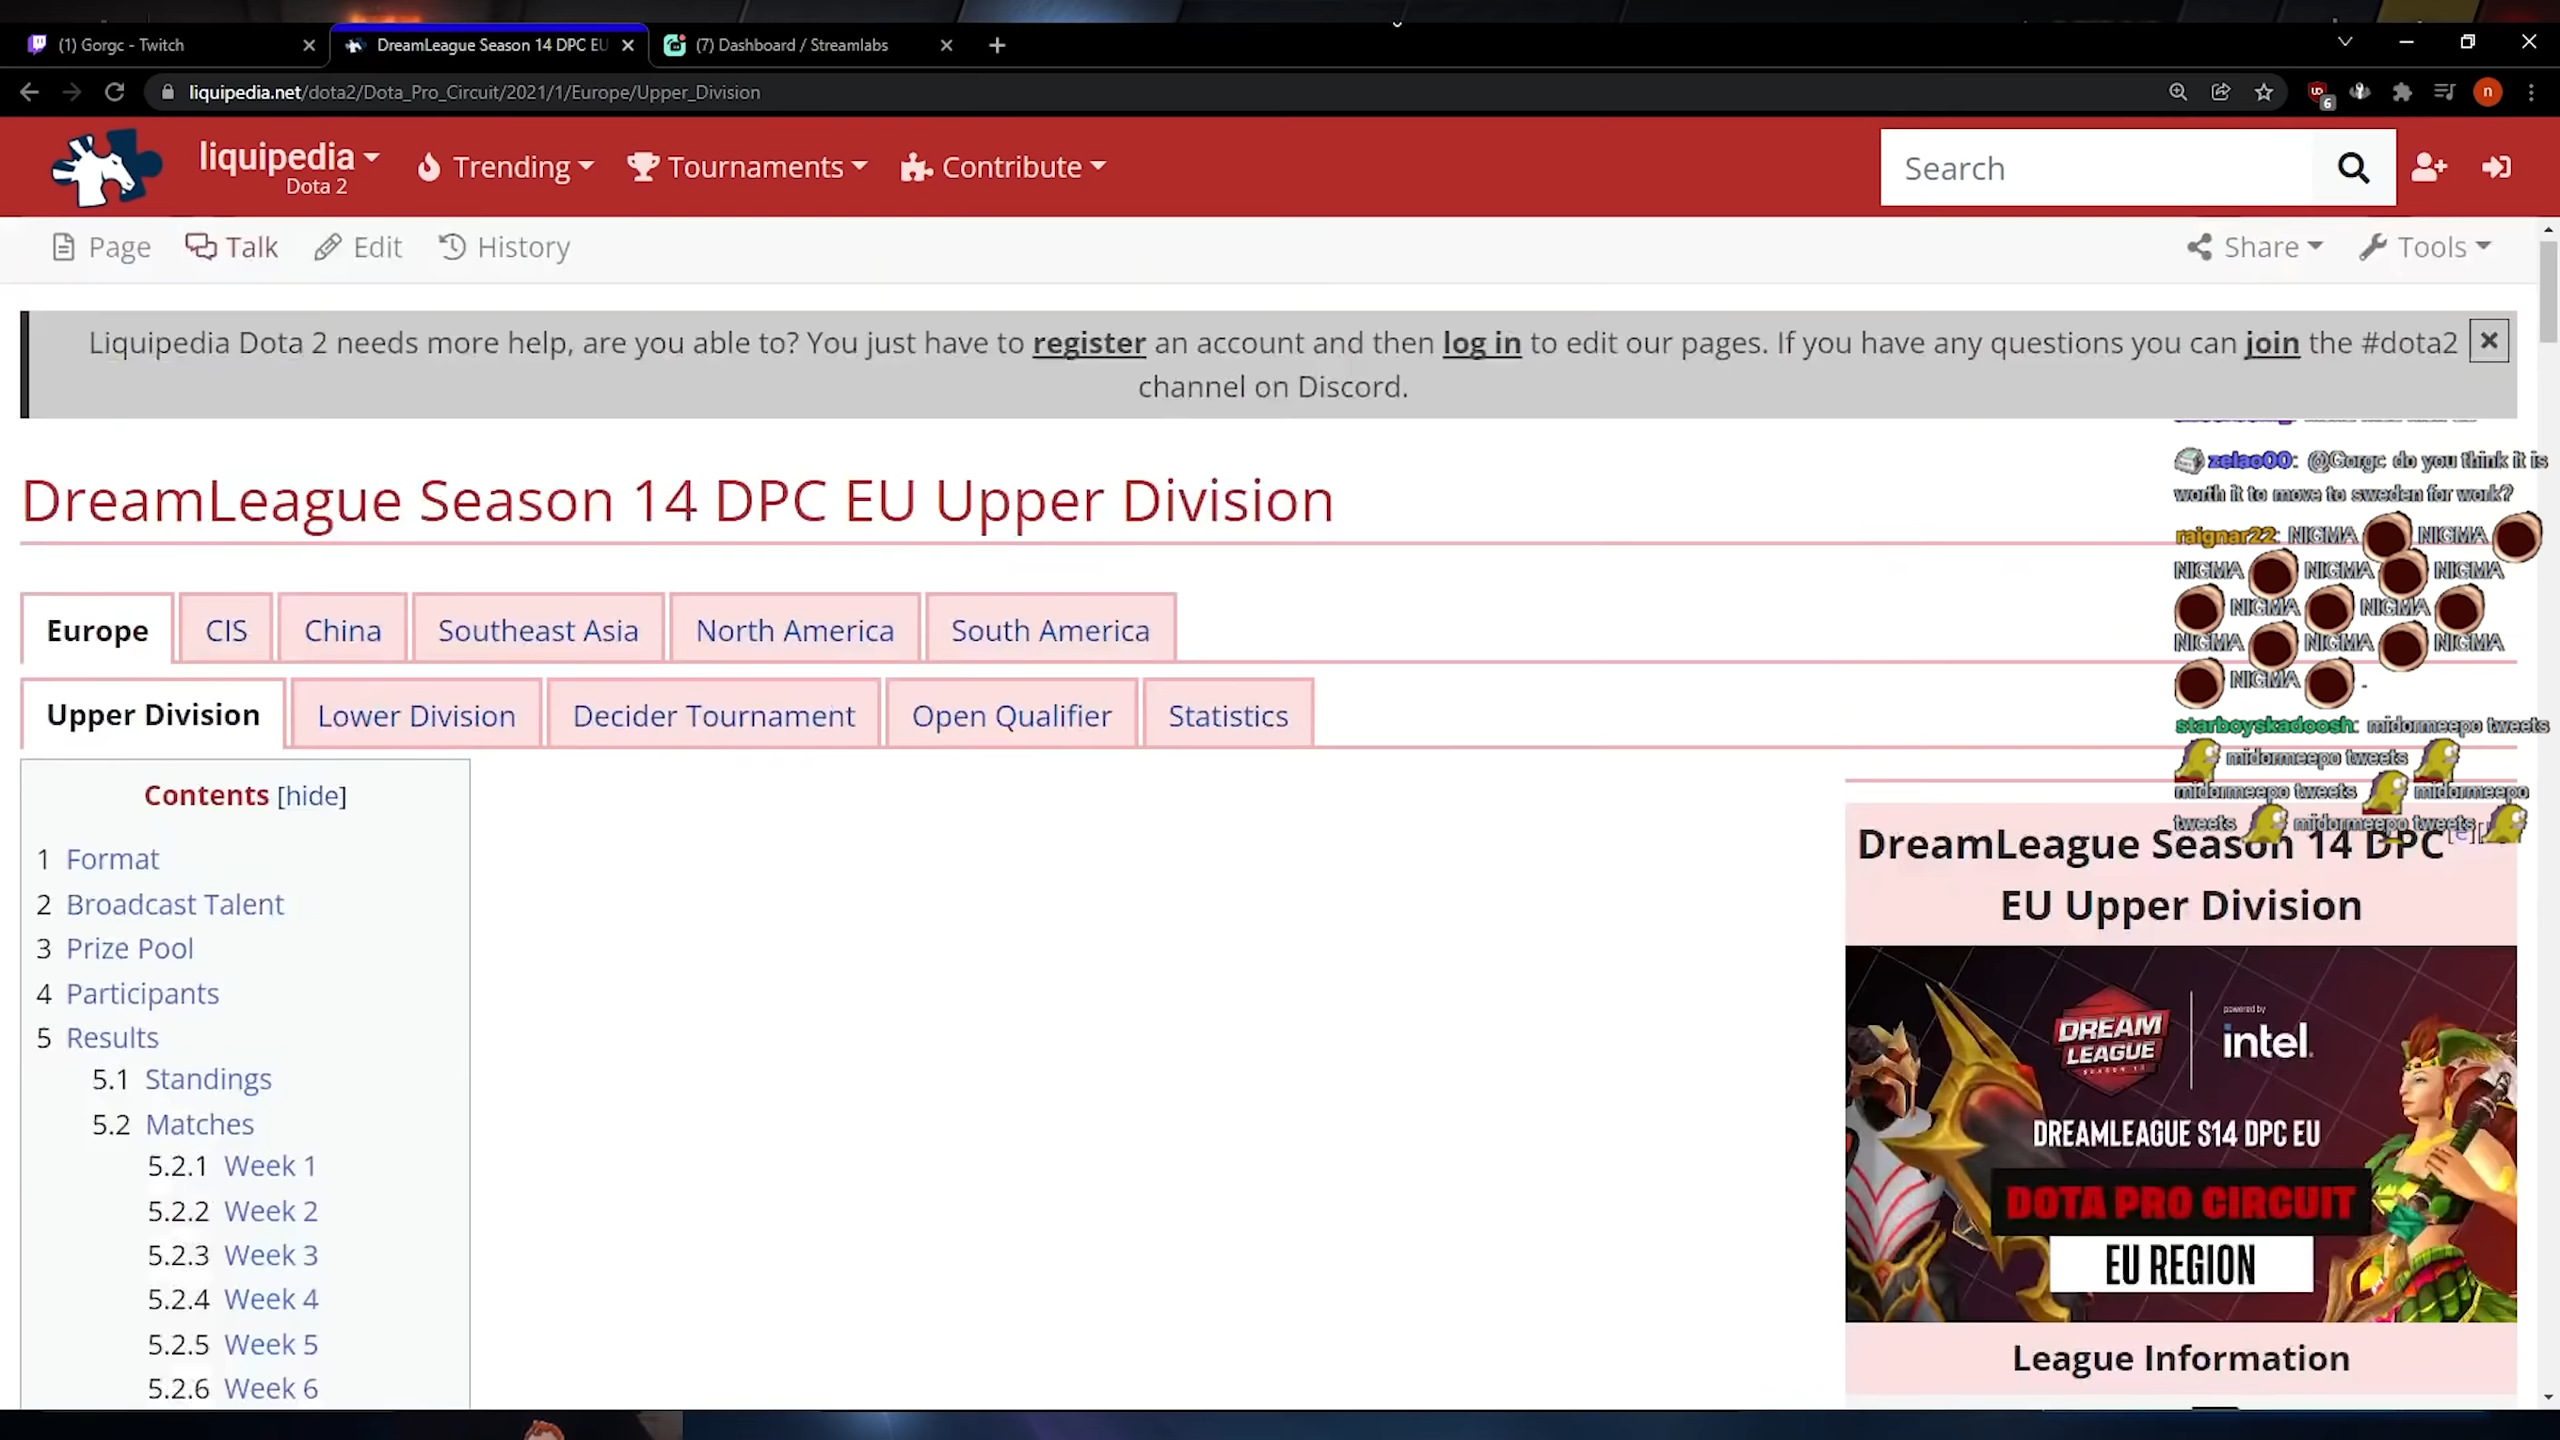 (1) Gorgc - Twitch
DreamLeague Season 14 DPC EU
(7) Dashboard / Streamlabs
liquipedia.net/dota2/Dota_Pro_Circuit/2021/1/Europe/Upper_Division
6
n
liquipedia
Dota 2
Trending
Tournaments
Contribute
Search
Page
Talk
Edit
History
Share
Tools
Liquipedia Dota 2 needs more help, are you able to? You just have to register an account and then log in to edit our pages. If you have any questions you can join the #dota2
channel on Discord.
zelao00: @Gorgc do you think it is
worth it to move to sweden for work?
DreamLeague Season 14 DPC EU Upper Division
raignar22: NIGMA NIGMA
NIGMA NIGMA NIGMA
NIGMA NIGMA
NIGMA NIGMA NIGMA
NIGMA .
Europe
CIS
China
Southeast Asia
North America
South America
Upper Division
Lower Division
Decider Tournament
Open Qualifier
Statistics
starboyskadoosh: midormeepo tweets
midormeepo tweets
midormeepo tweets midormeepo
tweets midormeepo tweets
Contents [hide]
1 Format
2 Broadcast Talent
3 Prize Pool
4 Participants
5 Results
5.1 Standings
5.2 Matches
5.2.1 Week 1
5.2.2 Week 2
5.2.3 Week 3
5.2.4 Week 4
5.2.5 Week 5
5.2.6 Week 6
DreamLeague Season 14 DPC
EU Upper Division
DREAM
LEAGUE
powered by
intel.
DREAMLEAGUE S14 DPC EU
DOTA PRO CIRCUIT
EU REGION
League Information